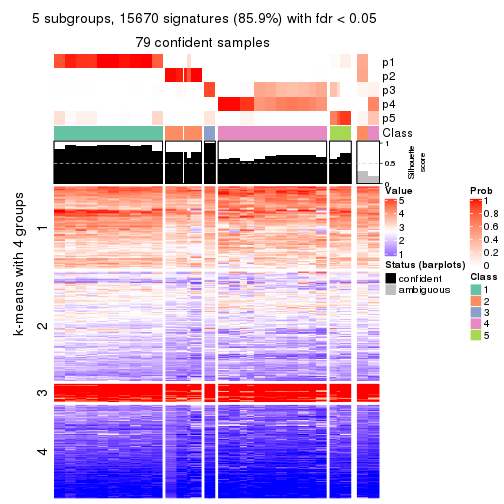 5 subgroups, 15670 signatures (85.9%) with fdr < 0.05
79 confident samples
p1
p2
p3
p4
p5
Class
1
0.5
0
Silhouette
score
k-means with 4 groups
1
2
3
4
Value
5
4
3
2
1
Status (barplots)
confident
ambiguous
Prob
1
0.8
0.6
0.4
0.2
0
Class
1
2
3
4
5